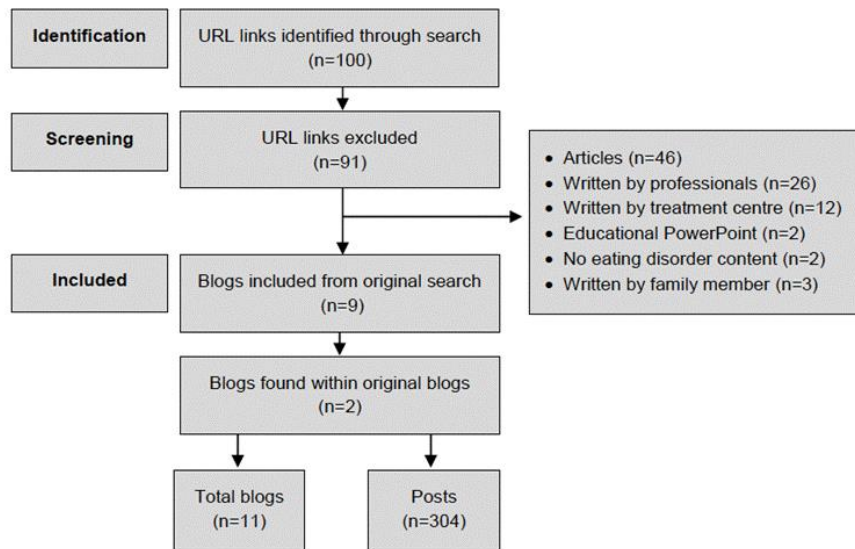 Identification
URL links identified through search
(n=100)
Screening
URL links excluded
(n=91)
• Articles (n=46)
• Written by professionals (n=26)
• Written by treatment centre (n=12)
• Educational PowerPoint (n=2)
• No eating disorder content (n=2)
• Written by family member (n=3)
Included
Blogs included from original search
(n=9)
Blogs found within original blogs
(n=2)
Total blogs
(n=11)
Posts
(n=304)